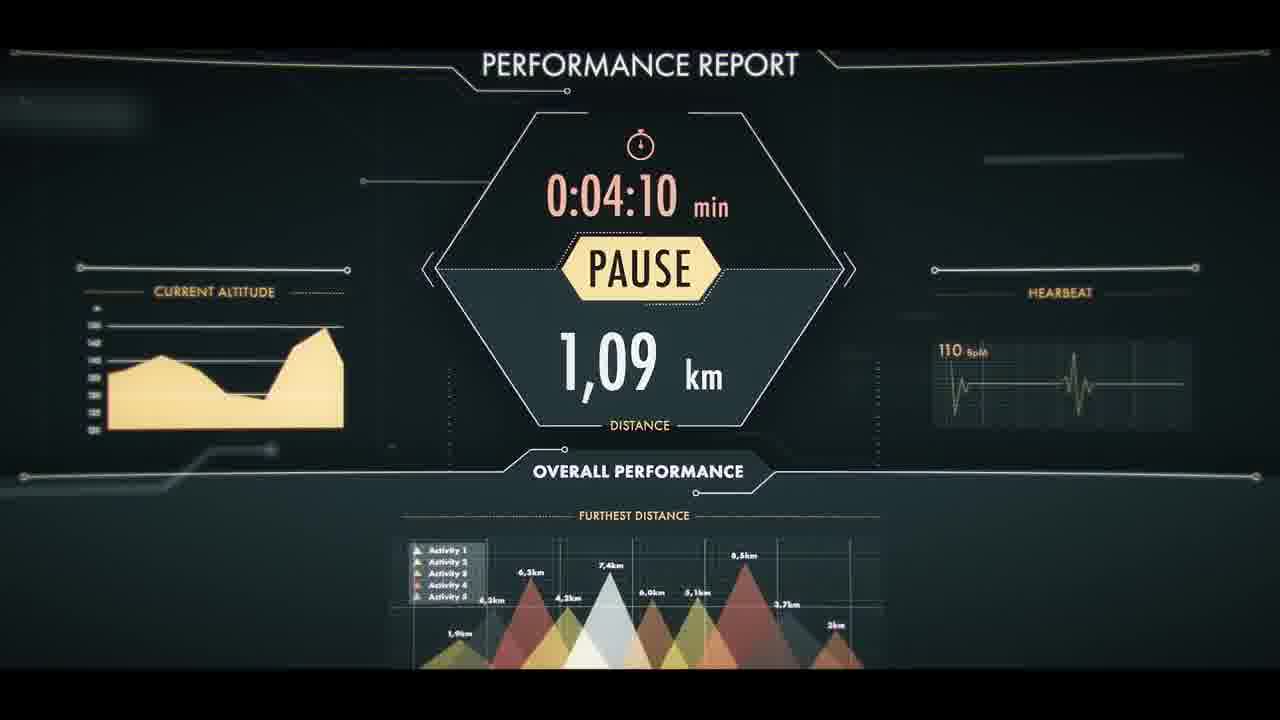 PERFORMANCE REPORT
0:04:10 min
PAUSE
1,09 km
DISTANCE
CURRENT ALTITUDE
HEARBEAT
110 BpM
OVERALL PERFORMANCE
FURTHEST DISTANCE
Activity 1
Activity 2
Activity 3
Activity 4
Activity 5
1,9km
6,3km
6,3km
4,2km
7,4km
6,0km
5,1km
8,5km
3,7km
2km